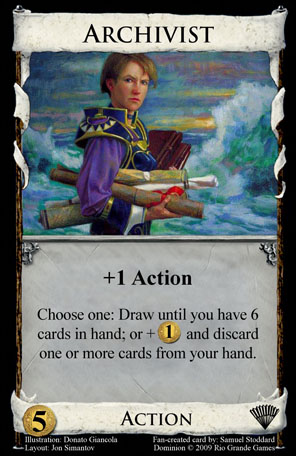 ARCHIVIST
+1 Action
Choose one: Draw until you have 6
cards in hand; or +1 and discard
one or more cards from your hand.
5
ACTION
Illustration: Donato Giancola
Layout: Jon Simantov
Fan-created card by: Samuel Stoddard
Dominion © 2009 Rio Grande Games